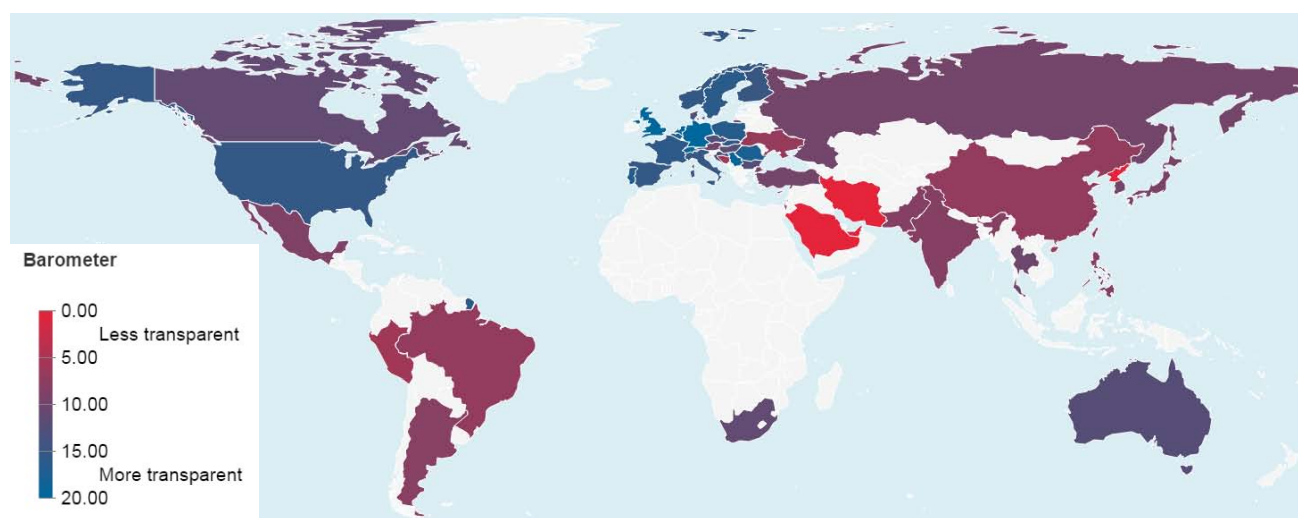 Barometer
0.00
Less transparent
5.00
10.00
15.00
More transparent
20.00